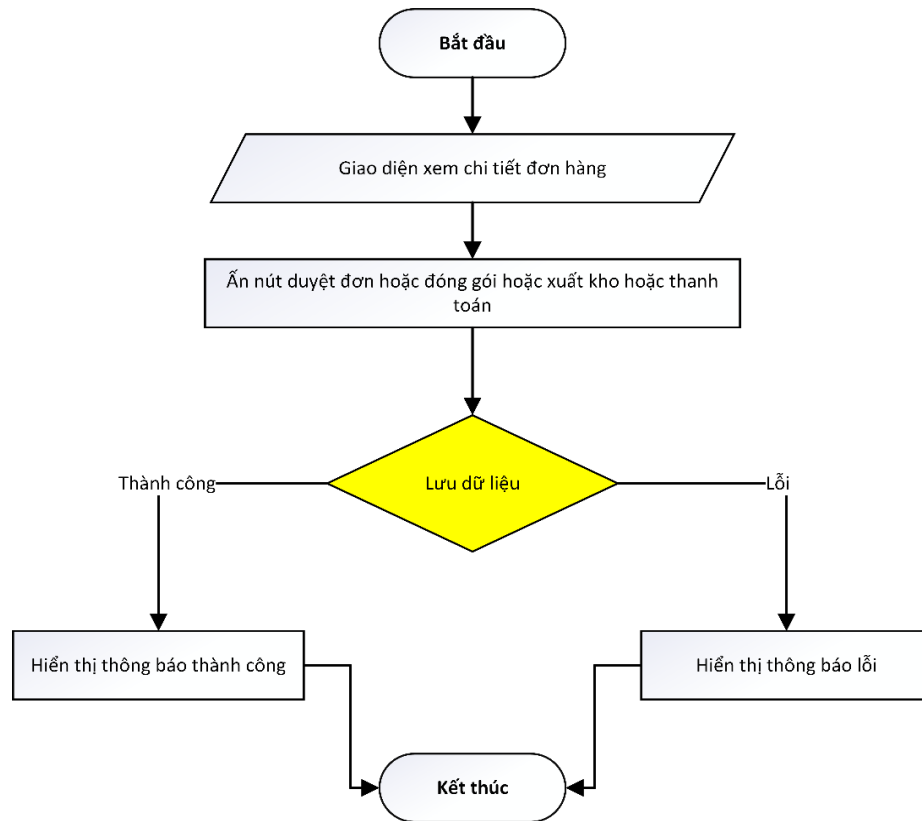 Bắt đầu
Giao diện xem chi tiết đơn hàng
Ấn nút duyệt đơn hoặc đóng gói hoặc xuất kho hoặc thanh
toán
Thành công
Lưu dữ liệu
Lỗi
Hiển thị thông báo thành công
Hiển thị thông báo lỗi
Kết thúc